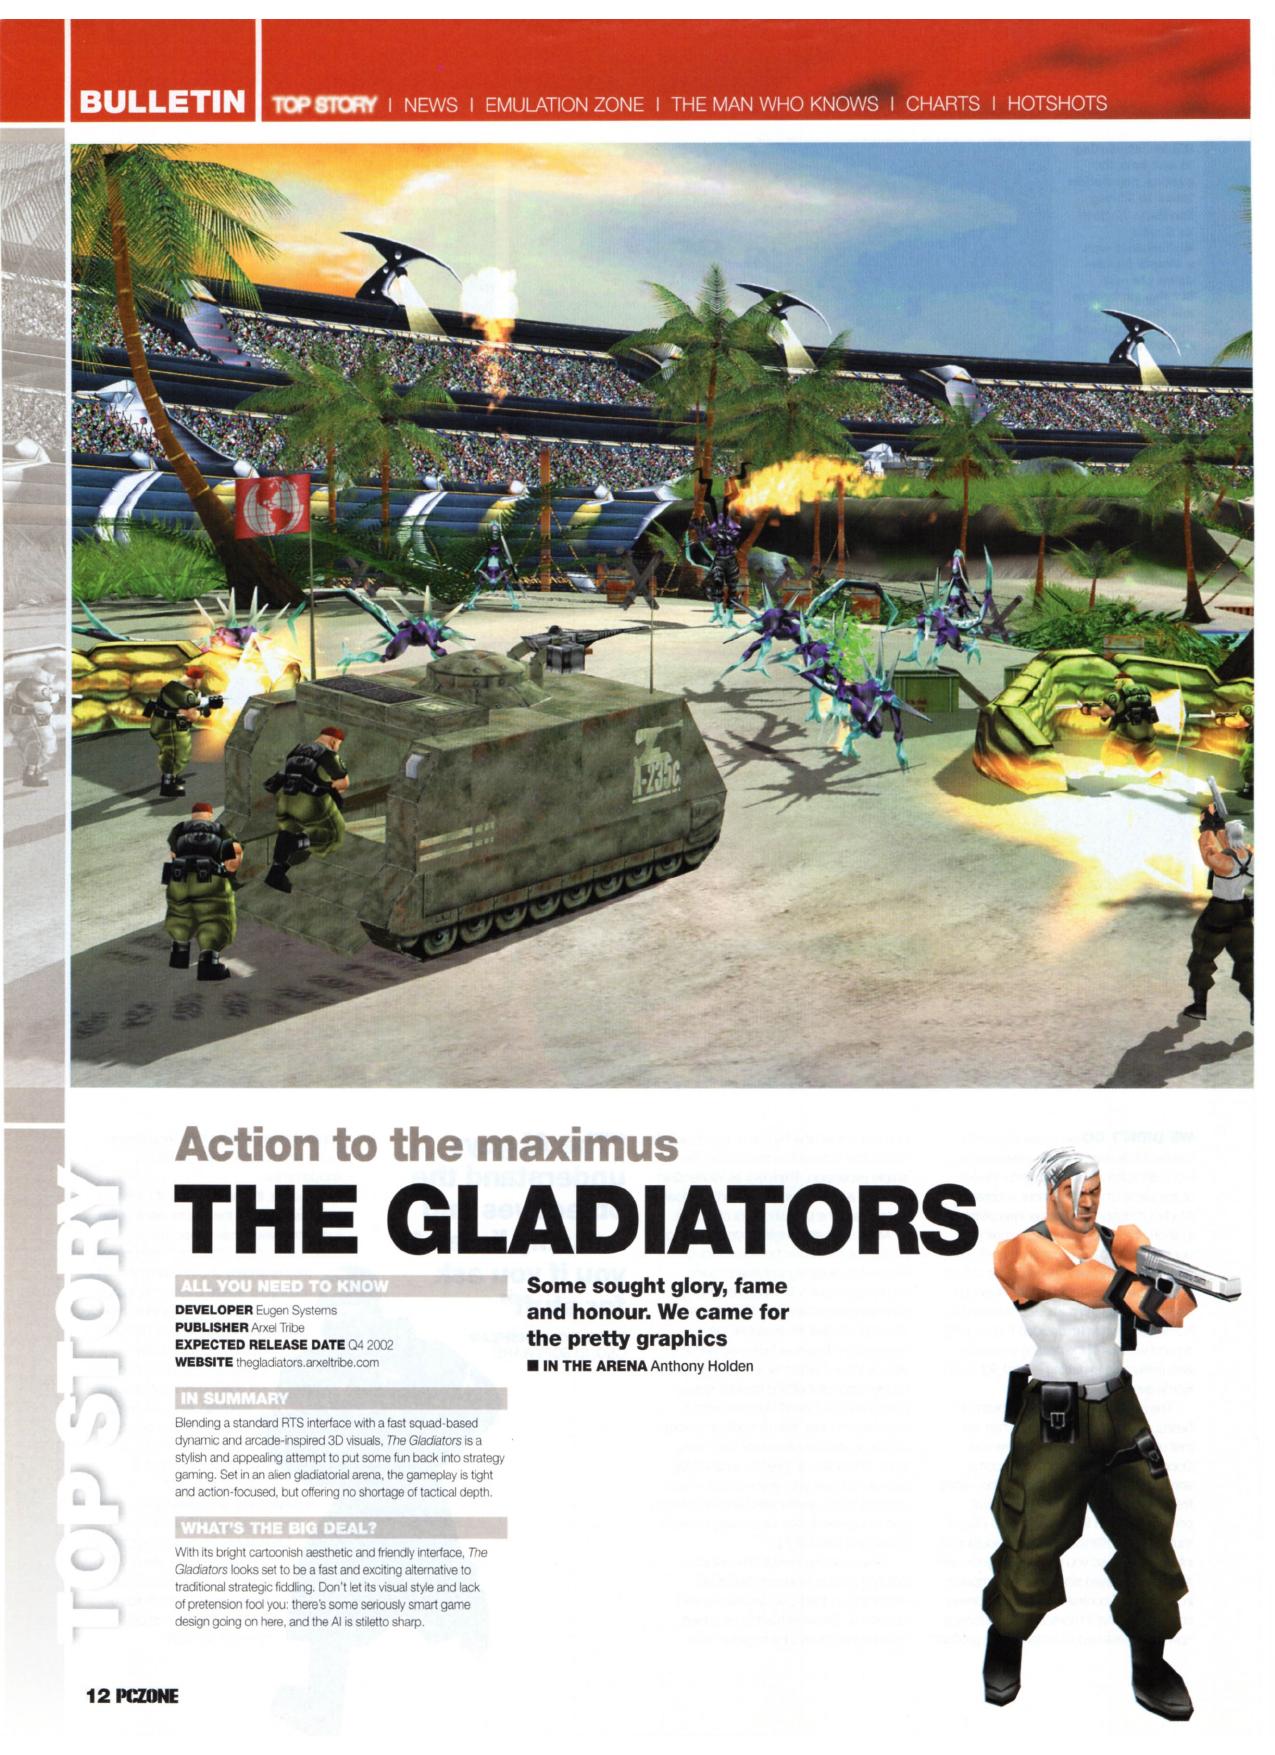 BULLETIN
TOP STORY | NEWS | EMULATION ZONE | THE MAN WHO KNOWS | CHARTS | HOTSHOTS
A-235c
Action to the maximus
THE GLADIATORS
TOP STORY
ALL YOU NEED TO KNOW
DEVELOPER Eugen Systems
PUBLISHER Arxel Tribe
EXPECTED RELEASE DATE Q4 2002
WEBSITE thegladiators.arxeltribe.com
IN SUMMARY
Blending a standard RTS interface with a fast squad-based
dynamic and arcade-inspired 3D visuals, The Gladiators is a
stylish and appealing attempt to put some fun back into strategy
gaming. Set in an alien gladiatorial arena, the gameplay is tight
and action-focused, but offering no shortage of tactical depth.
WHAT'S THE BIG DEAL?
With its bright cartoonish aesthetic and friendly interface, The
Gladiators looks set to be a fast and exciting alternative to
traditional strategic fiddling. Don't let its visual style and lack
of pretension fool you: there's some seriously smart game
design going on here, and the AI is stiletto sharp.
Some sought glory, fame
and honour. We came for
the pretty graphics
■ IN THE ARENA Anthony Holden
12 PCZONE